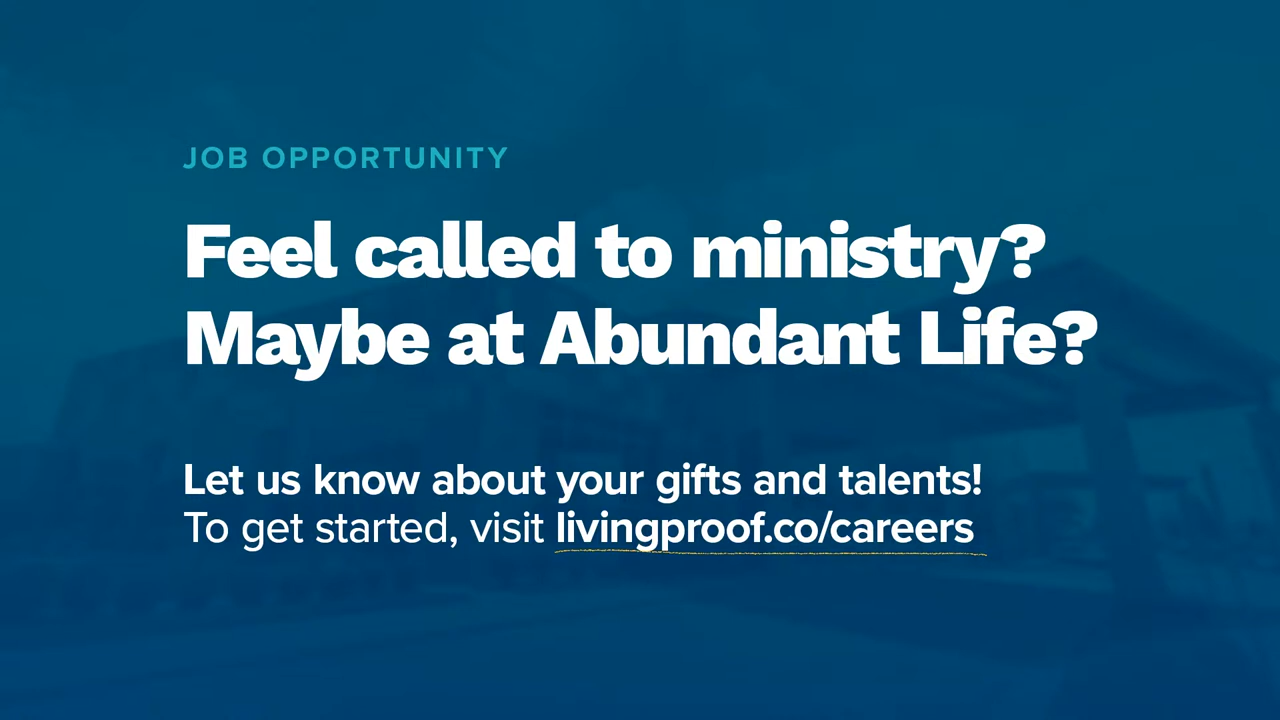 JOB OPPORTUNITY
Feel called to ministry?
Maybe at Abundant Life?
Let us know about your gifts and talents!
To get started, visit livingproof.co/careers